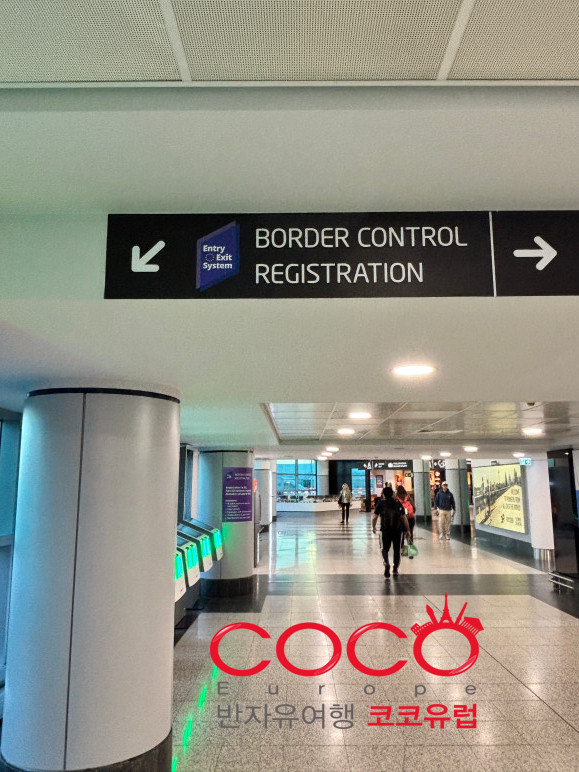 Entry
Exit
System
BORDER CONTROL
REGISTRATION
COCO
Europe
반자유여행 코코유럽